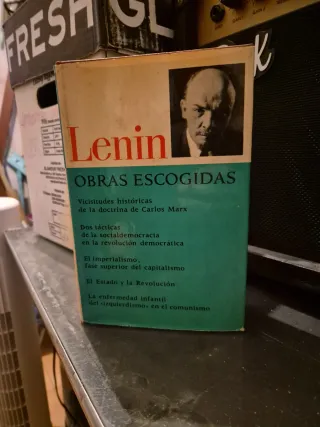 FRESH
Lenin
OBRAS ESCOGIDAS
Vicisitudes históricas
de la doctrina de Carlos Marx
Dos tácticas
de la socialdemocracia
en la revolución democrática
El imperialismo,
fase superior del capitalismo
El Estado y la Revolución
La enfermedad infantil
del «izquierdismo» en el comunismo